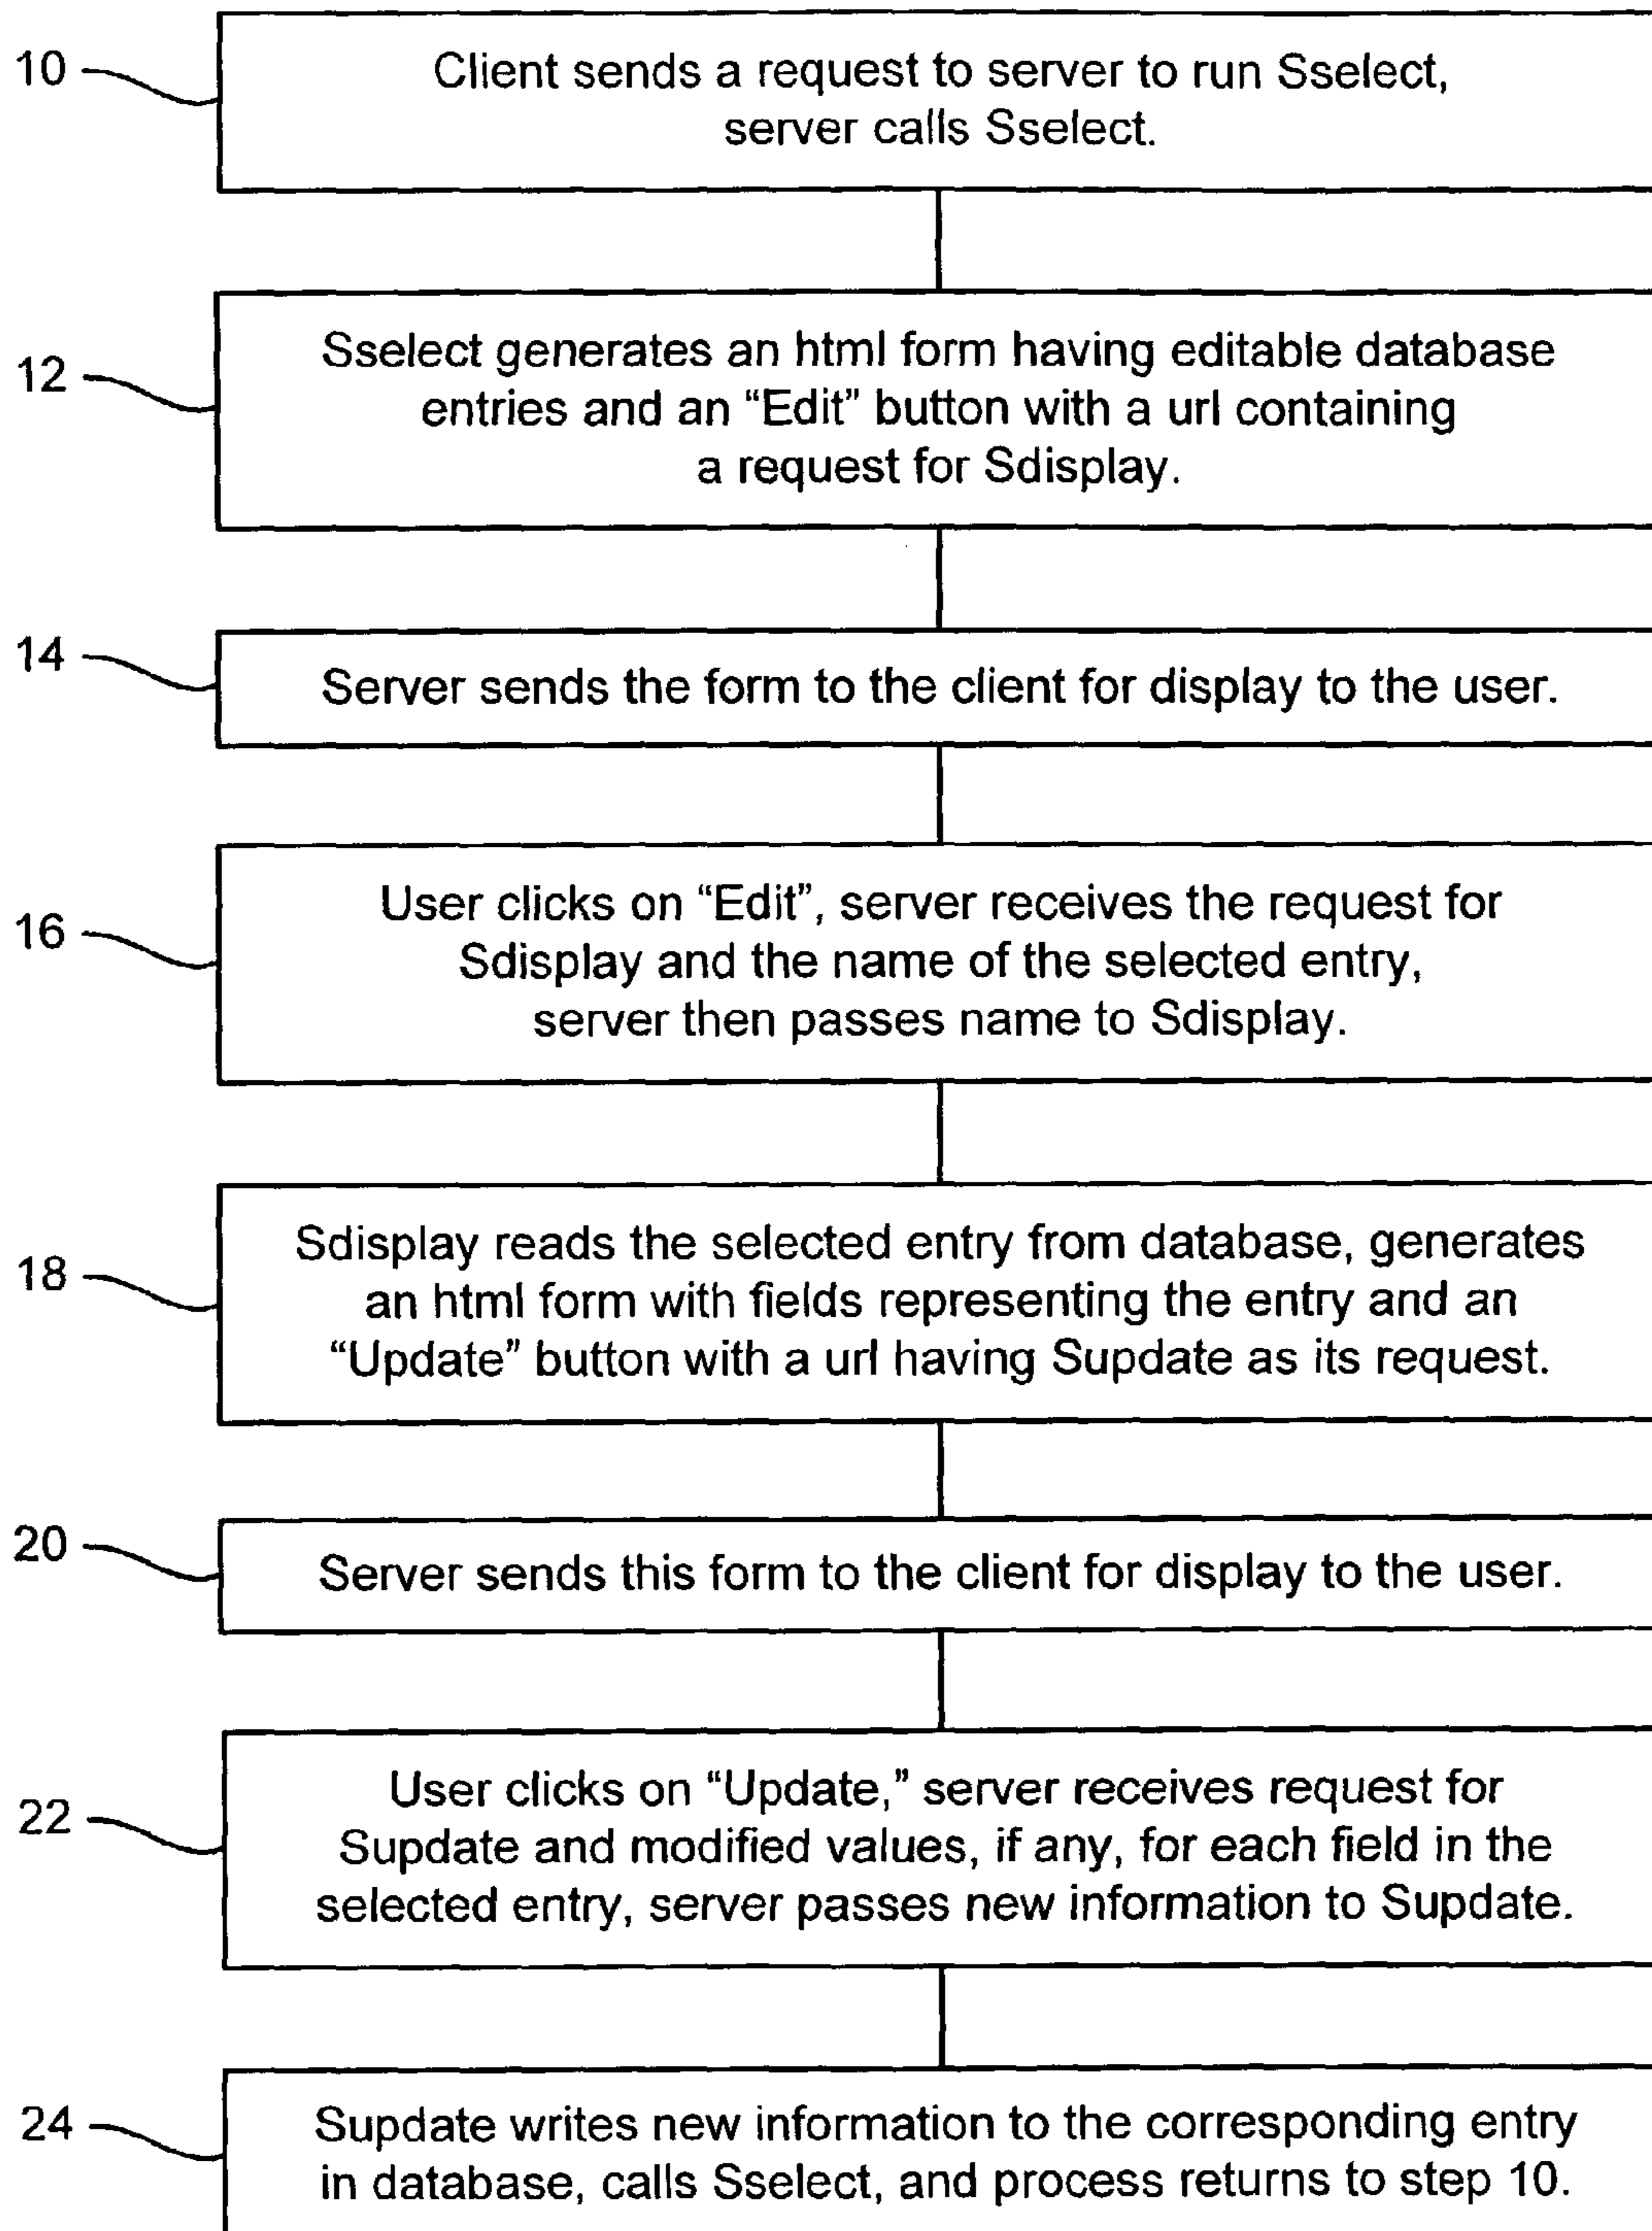 10
Client sends a request to server to run Sselect,
server calls Sselect.
12
Sselect generates an html form having editable database
entries and an “Edit” button with a url containing
a request for Sdisplay.
14
Server sends the form to the client for display to the user.
16
User clicks on “Edit”, server receives the request for
Sdisplay and the name of the selected entry,
server then passes name to Sdisplay.
18
Sdisplay reads the selected entry from database, generates
an html form with fields representing the entry and an
“Update” button with a url having Supdate as its request.
20
Server sends this form to the client for display to the user.
22
User clicks on “Update,” server receives request for
Supdate and modified values, if any, for each field in the
selected entry, server passes new information to Supdate.
24
Supdate writes new information to the corresponding entry
in database, calls Sselect, and process returns to step 10.